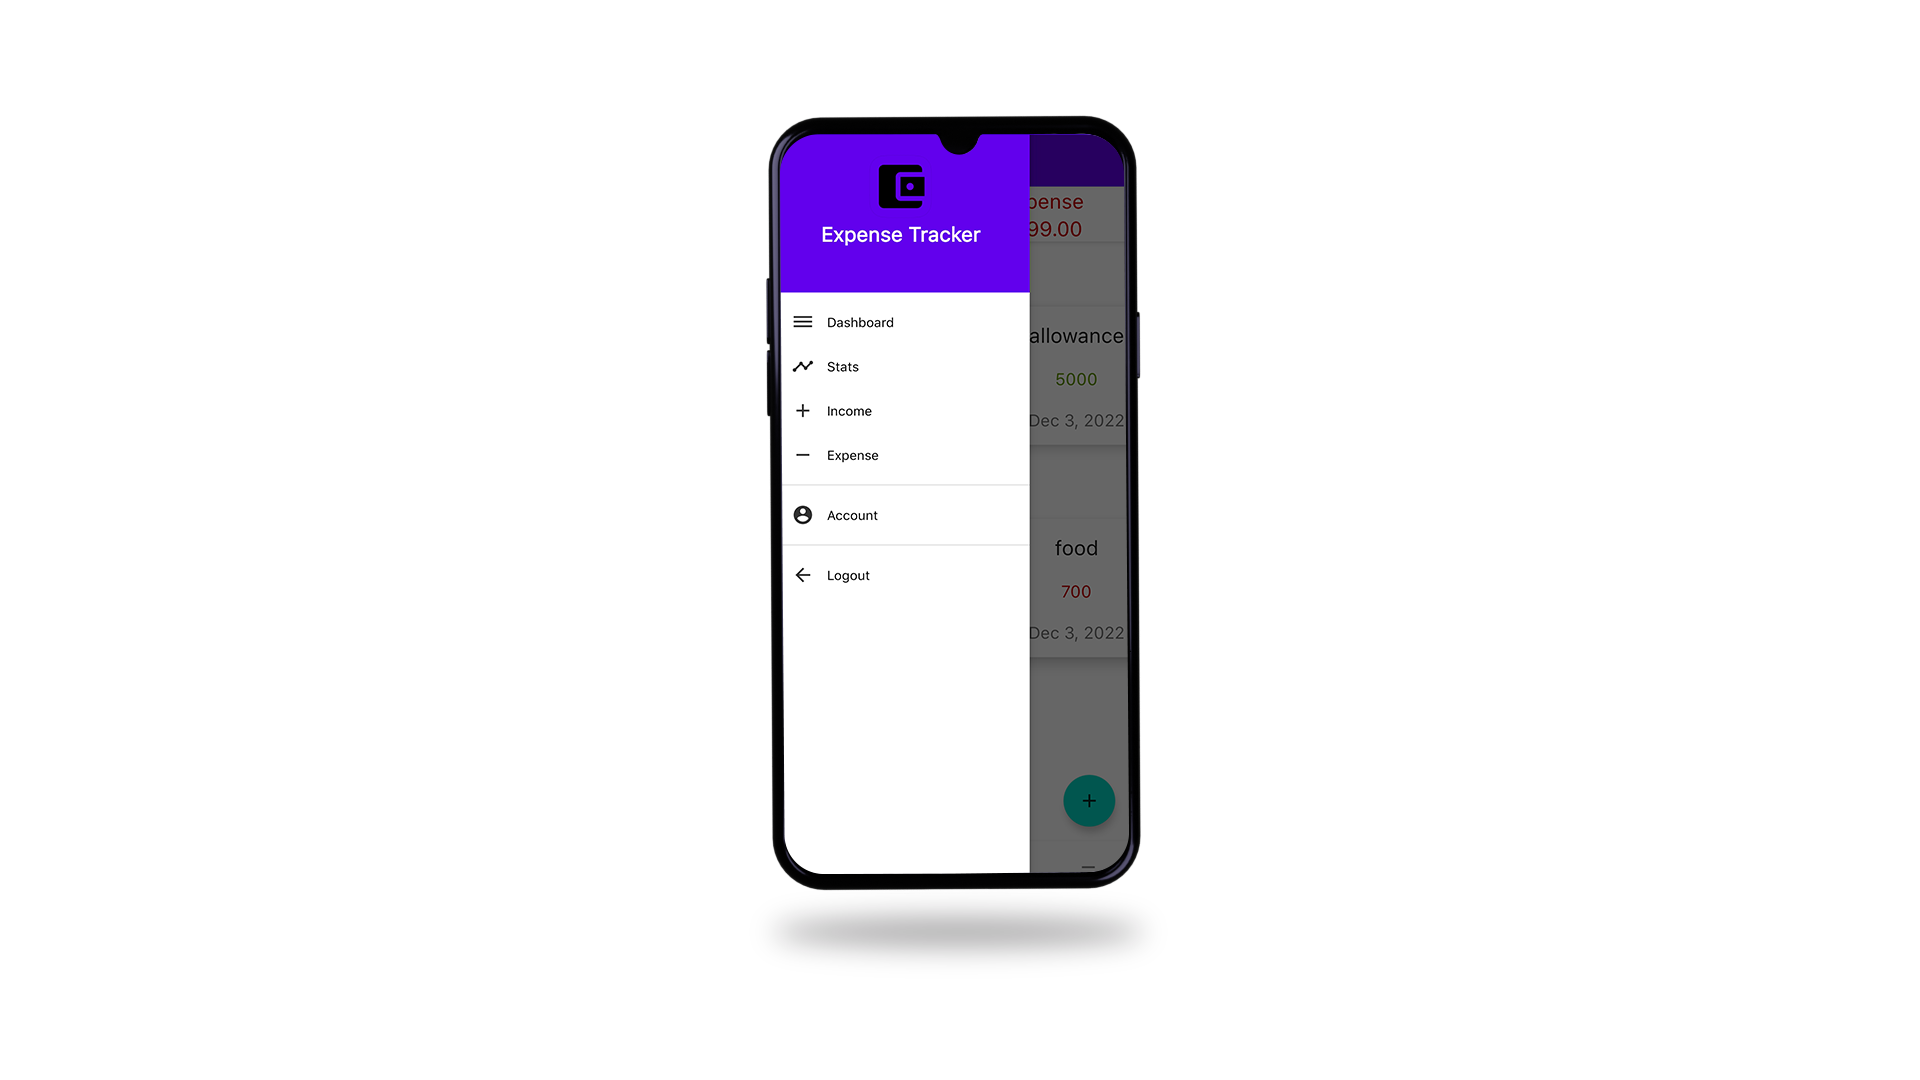 Expense Tracker
Dashboard
Stats
Income
Expense
Account
Logout
pense
99.00
allowance
5000
Dec 3, 2022
food
700
Dec 3, 2022